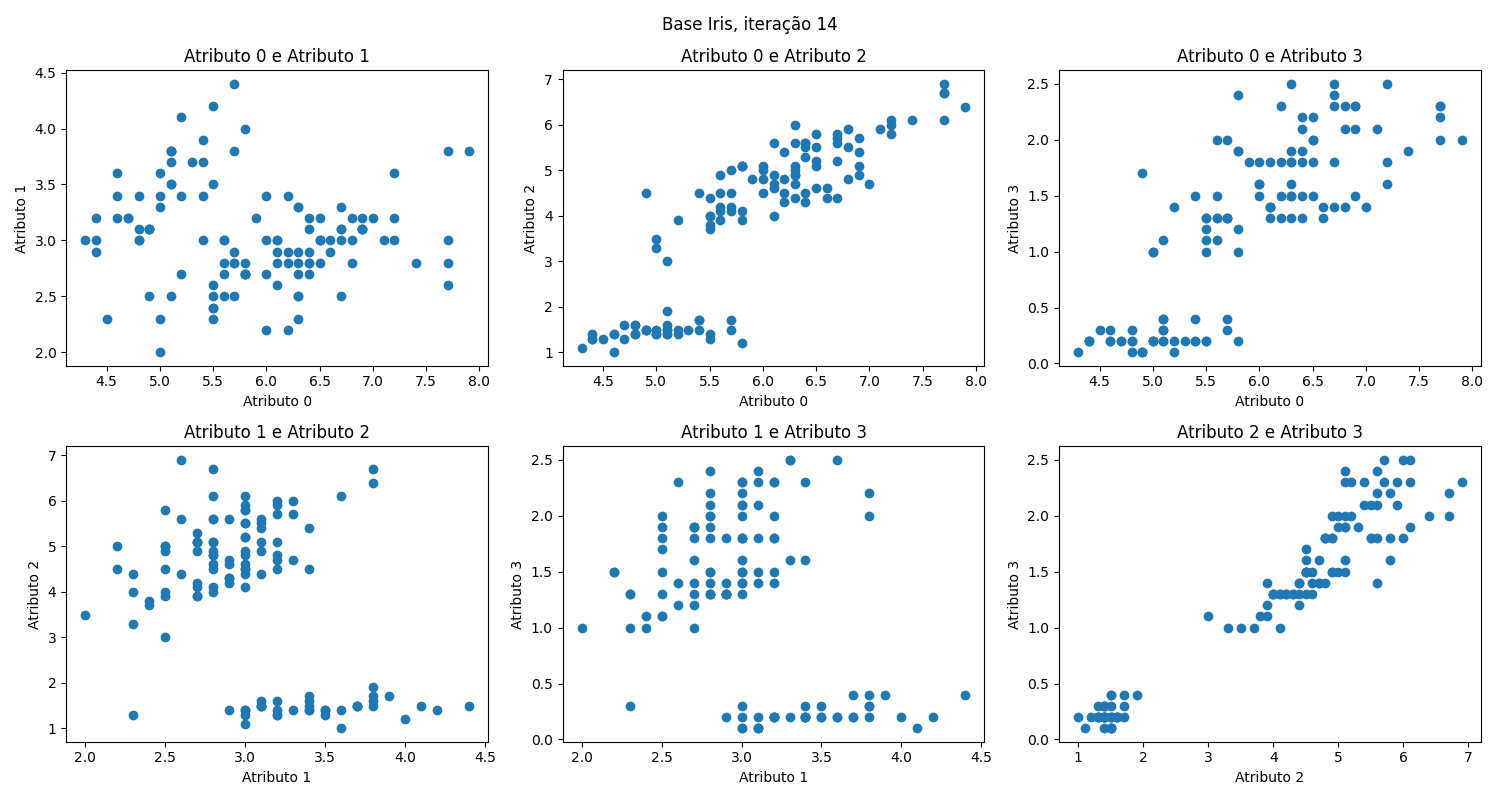 Base Iris, iteração 14
Atributo 0 e Atributo 1
Atributo 1
4.5
4.0
3.5
3.0
2.5
2.0
4.5 5.0 5.5 6.0 6.5 7.0 7.5 8.0
Atributo 0
Atributo 0 e Atributo 2
Atributo 2
7
6
5
4
3
2
1
4.5 5.0 5.5 6.0 6.5 7.0 7.5 8.0
Atributo 0
Atributo 0 e Atributo 3
Atributo 3
2.5
2.0
1.5
1.0
0.5
0.0
4.5 5.0 5.5 6.0 6.5 7.0 7.5 8.0
Atributo 0
Atributo 1 e Atributo 2
Atributo 2
7
6
5
4
3
2
1
2.0 2.5 3.0 3.5 4.0 4.5
Atributo 1
Atributo 1 e Atributo 3
Atributo 3
2.5
2.0
1.5
1.0
0.5
0.0
2.0 2.5 3.0 3.5 4.0 4.5
Atributo 1
Atributo 2 e Atributo 3
Atributo 3
2.5
2.0
1.5
1.0
0.5
0.0
1 2 3 4 5 6 7
Atributo 2